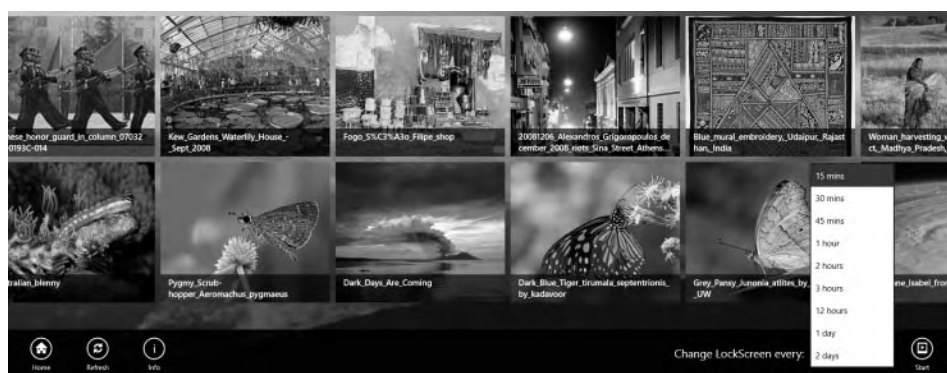 ese_honor_guard_in_column_07032
0193C-014
Kew_Gardens_Waterlily_House_-
_Sept_2008
Fogo_S%C3%A3o_Filipe_shop
20081206_Alexandros_Grigoropoulos_de
cember_2008_riots_Sina_Street_Athens...
Blue_mural_embroidery,_Udaipur,_Rajast
han,_India
Woman_harvesting_
ct,_Madhya_Pradesh,
tralian_blenny
Pygmy_Scrub-
hopper_Aeromachus_pygmaeus
Dark_Days_Are_Coming
Dark_Blue_Tiger_tirumala_septentrionis_
by_kadavoor
Grey_Pansy_Junonia_atlites_by_
_UW
ne_Isabel_fro
15 mins
30 mins
45 mins
1 hour
2 hours
3 hours
12 hours
1 day
2 days
Home
Refresh
Info
Change LockScreen every:
Start